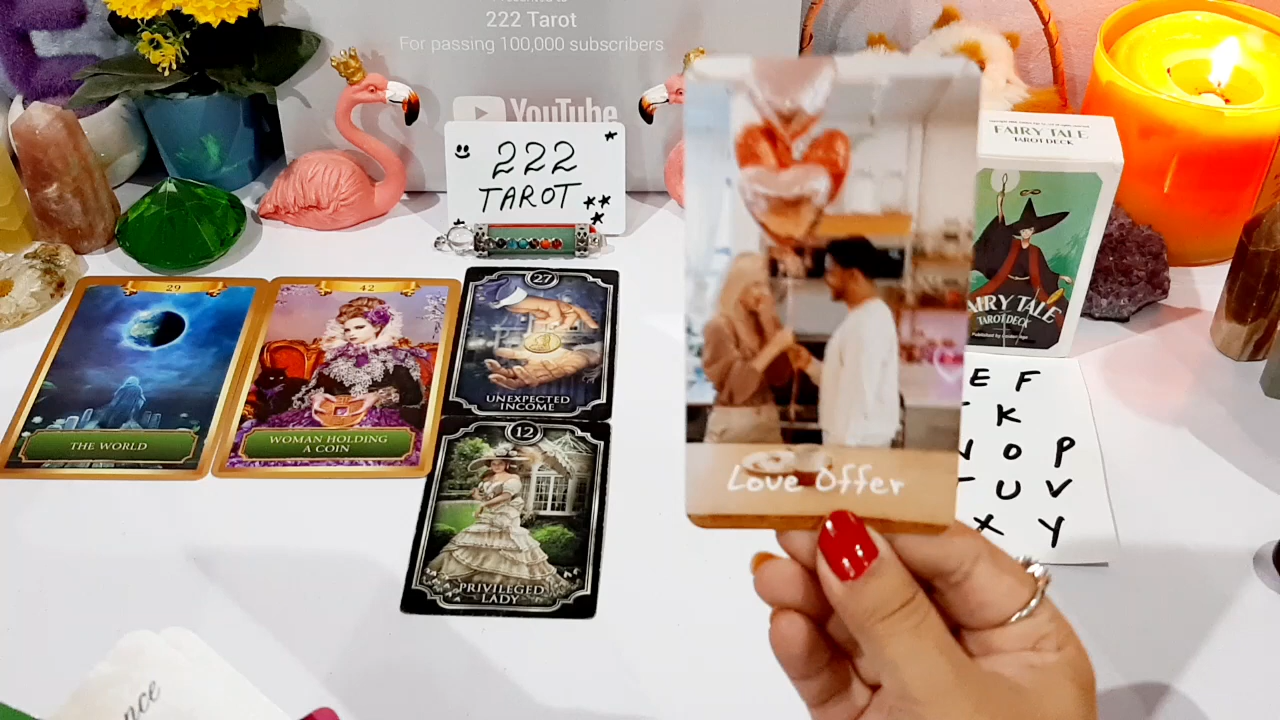 222 Tarot
For passing 100,000 subscribers
YouTube
222
TAROT
FAIRY TALE
TAROT DECK
FAIRY TALE
TAROT DECK
29
THE WORLD
42
WOMAN HOLDING
A COIN
27
UNEXPECTED
INCOME
12
PRIVILEGED
LADY
Love Offer
E F
K
O P
U V
X Y